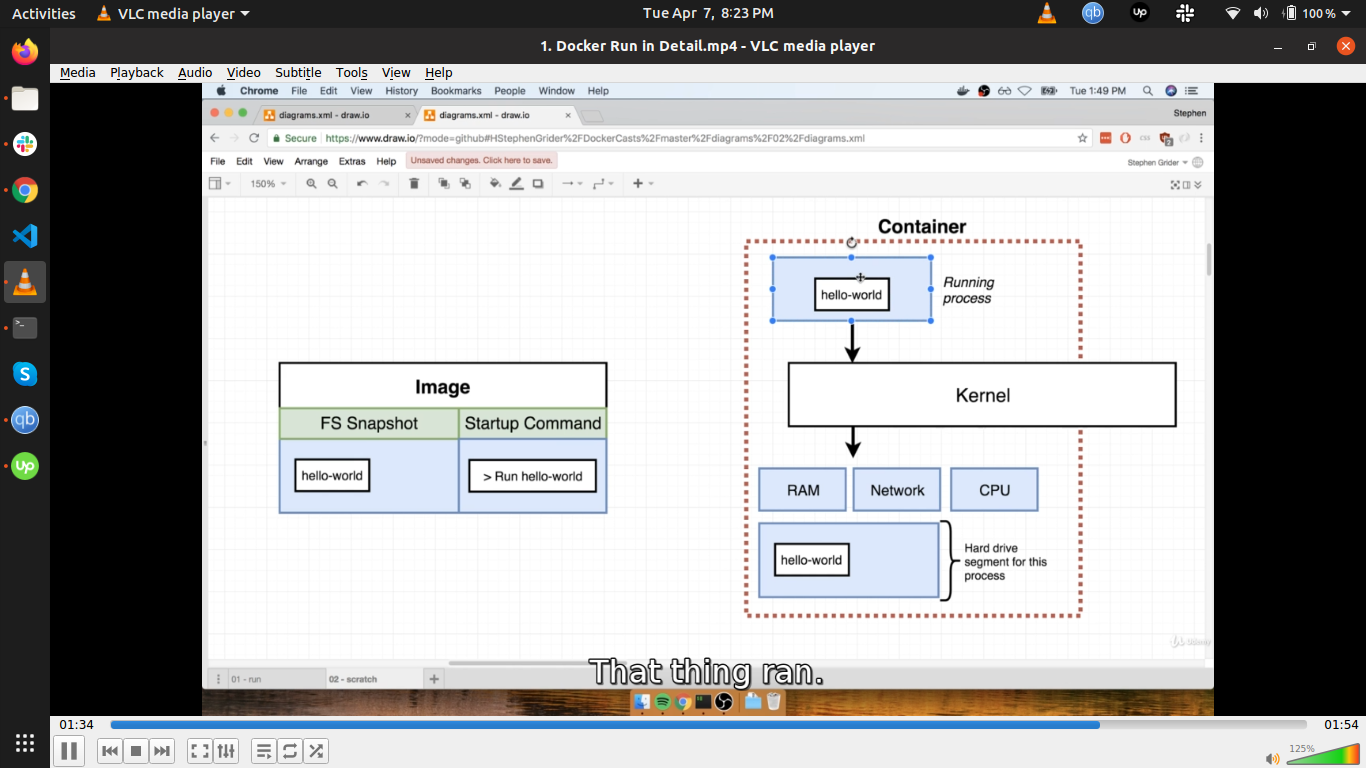 Activities VLC media player Tue Apr 7, 8:23 PM qb up 100 %
1. Docker Run in Detail.mp4 - VLC media player
Media Playback Audio Video Subtitle Tools View Help
Chrome File Edit View History Bookmarks People Window Help Tue 1:49 PM
diagrams.xml - draw.io diagrams.xml - draw.io Stephen
Secure https://www.draw.io/?mode=github#HStephenGrider%2FDockerCasts%2Fmaster%2Fdiagrams%2F02%2Fdiagrams.xml
File Edit View Arrange Extras Help Unsaved changes. Click here to save. Stephen Grider
150%
Container
hello-world
Running
process
Image
Kernel
FS Snapshot Startup Command
hello-world > Run hello-world
RAM Network CPU
hello-world
Hard drive
segment for this
process
That thing ran.
01 - run 02 - scratch
01:34 01:54
125%